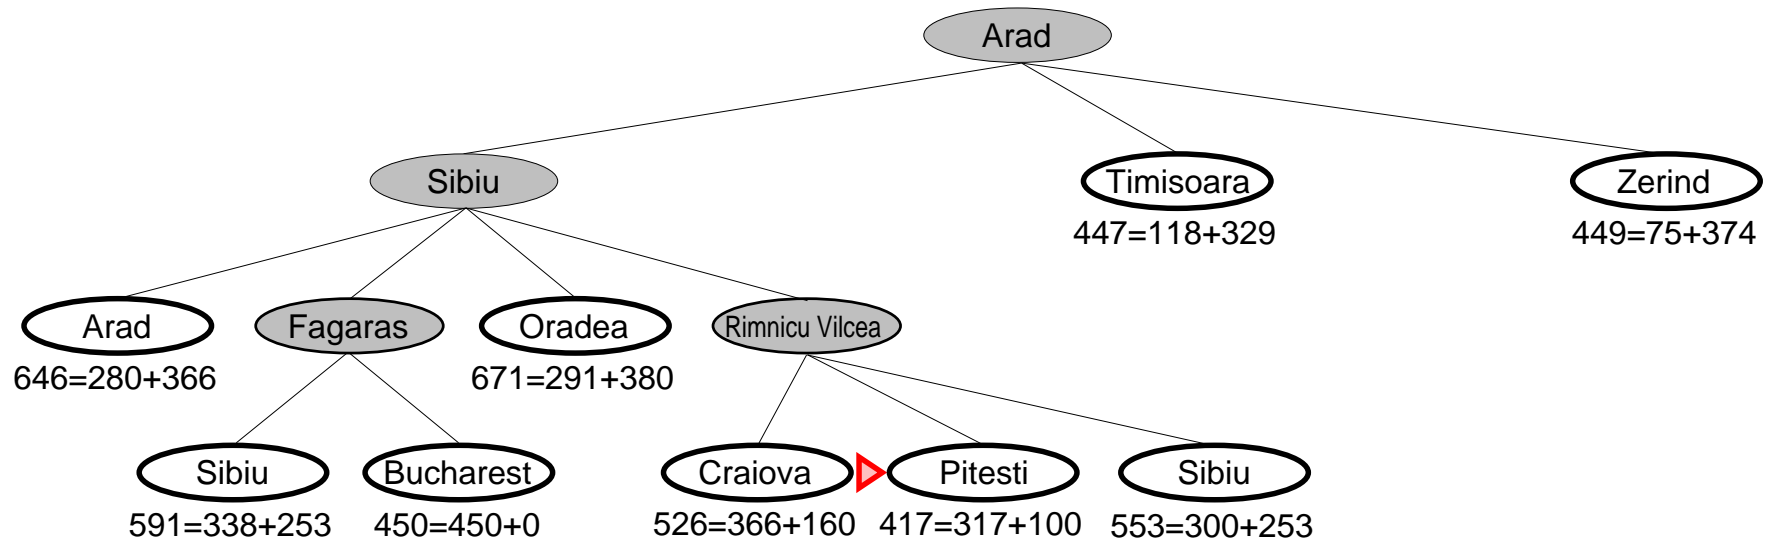 Arad
Sibiu Timisoara Zerind
447=118+329 449=75+374
Arad Fagaras Oradea Rimnicu Vilcea
646=280+366 671=291+380
Sibiu Bucharest Craiova Pitesti Sibiu
591=338+253 450=450+0 526=366+160 417=317+100 553=300+253